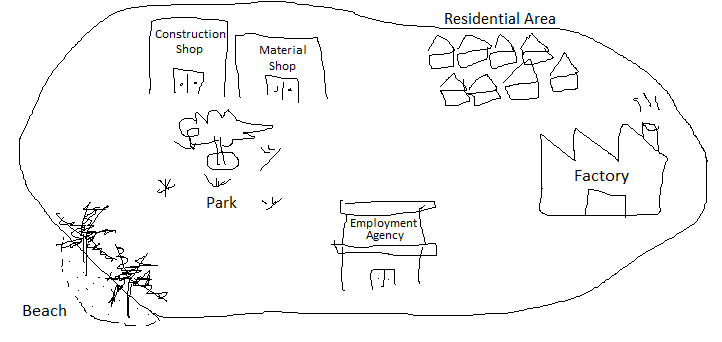 Residential Area
Construction
Shop
Material
Shop
Factory
Park
Employment
Agency
Beach